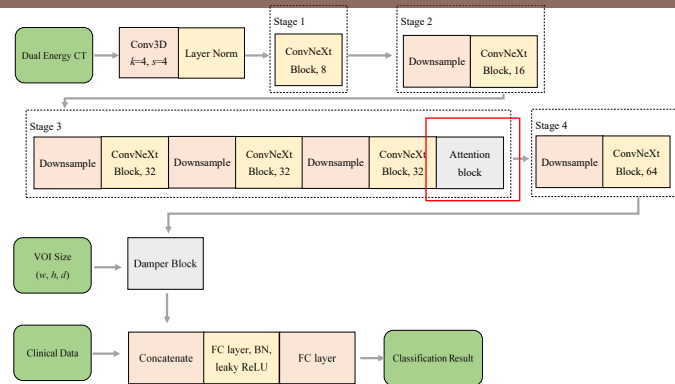 Stage 1
Stage 2
Dual Energy CT
Conv3D
k=4, s=4
Layer Norm
ConvNeXt
Block, 8
Downsample
ConvNeXt
Block, 16
Stage 3
Downsample
ConvNeXt
Block, 32
Downsample
ConvNeXt
Block, 32
Downsample
ConvNeXt
Block, 32
Attention
block
Stage 4
Downsample
ConvNeXt
Block, 64
VOI Size
(w, h, d)
Damper Block
Clinical Data
Concatenate
FC layer, BN,
leaky ReLU
FC layer
Classification Result